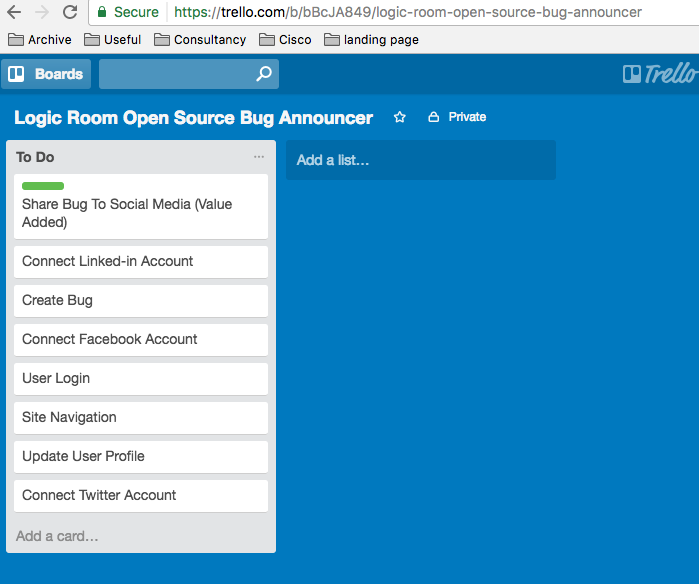 Secure https://trello.com/b/bBcJA849/logic-room-open-source-bug-announcer
Archive Useful Consultancy Cisco landing page
Boards Trello
Logic Room Open Source Bug Announcer Private
To Do ... Add a list...
Share Bug To Social Media (Value
Added)
Connect Linked-in Account
Create Bug
Connect Facebook Account
User Login
Site Navigation
Update User Profile
Connect Twitter Account
Add a card...